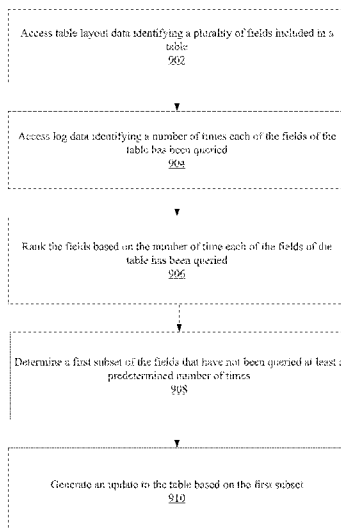 Access table layout data identifying a plurality of fields included in a
table
902
Access log data identifying a number of times each of the fields of the
table has been queried
904
Rank the fields based on the number of time each of the fields of the
table has been queried
906
Determine a first subset of the fields that have not been queried at least a
predetermined number of times
908
Generate an update to the table based on the first subset
910